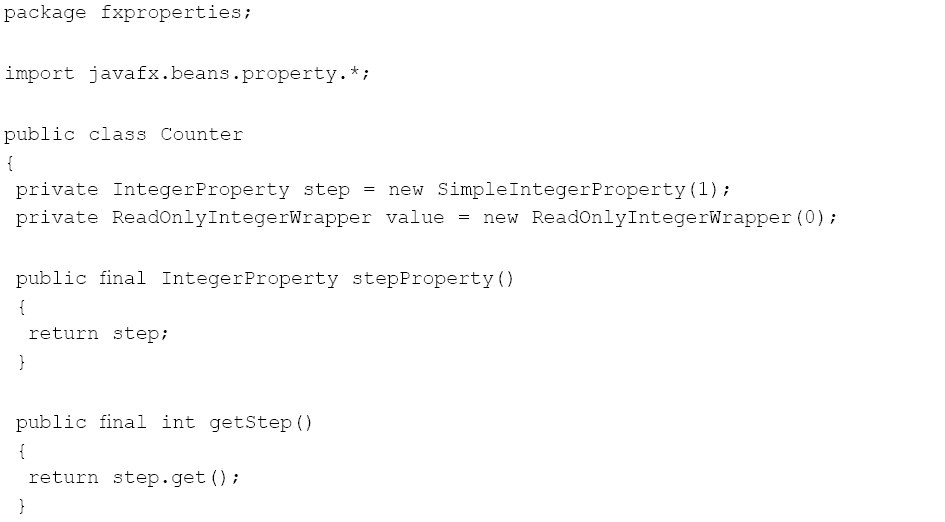 package fxproperties;
import javafx.beans.property.*;
public class Counter
{
private IntegerProperty step = new SimpleIntegerProperty(1);
private ReadOnlyIntegerWrapper value = new ReadOnlyIntegerWrapper(0);
public final IntegerProperty stepProperty()
{
return step;
}
public final int getStep()
{
return step.get();
}